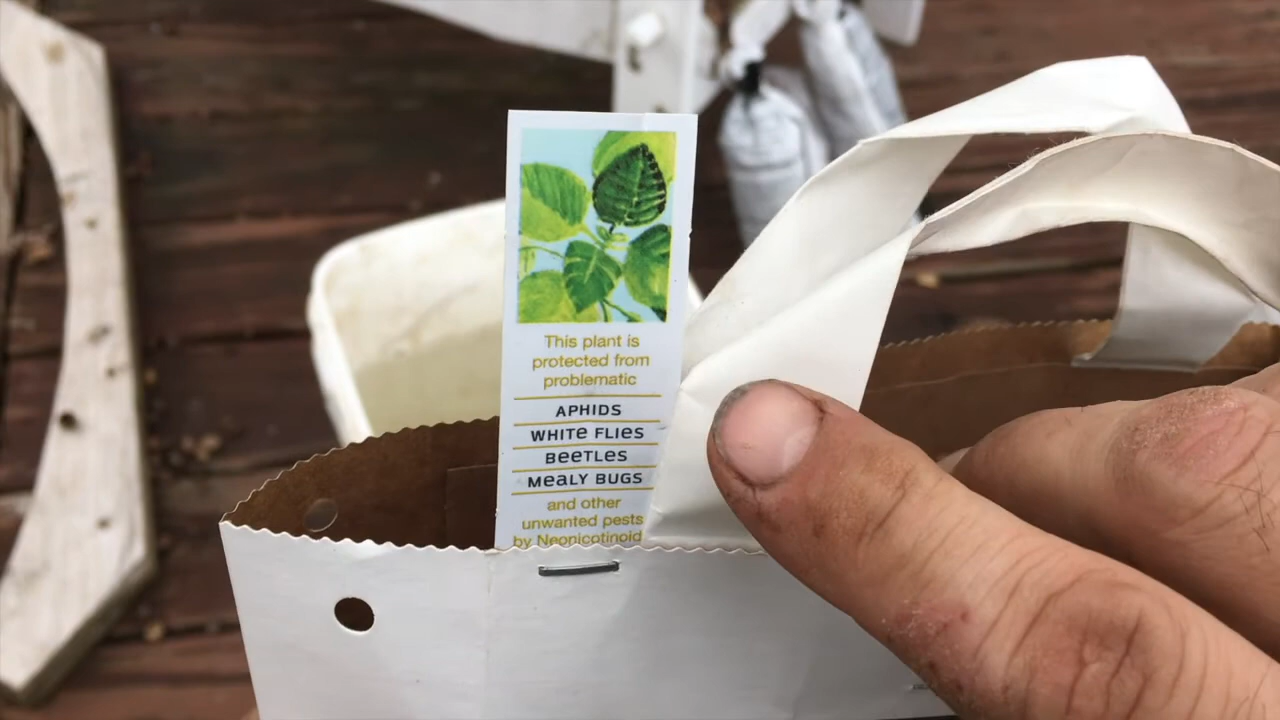 This plant is
protected from
problematic
APHIDS
WHITE FLIES
BEETLES
MEALY BUGS
and other
unwanted pests
by Neonicotinoid